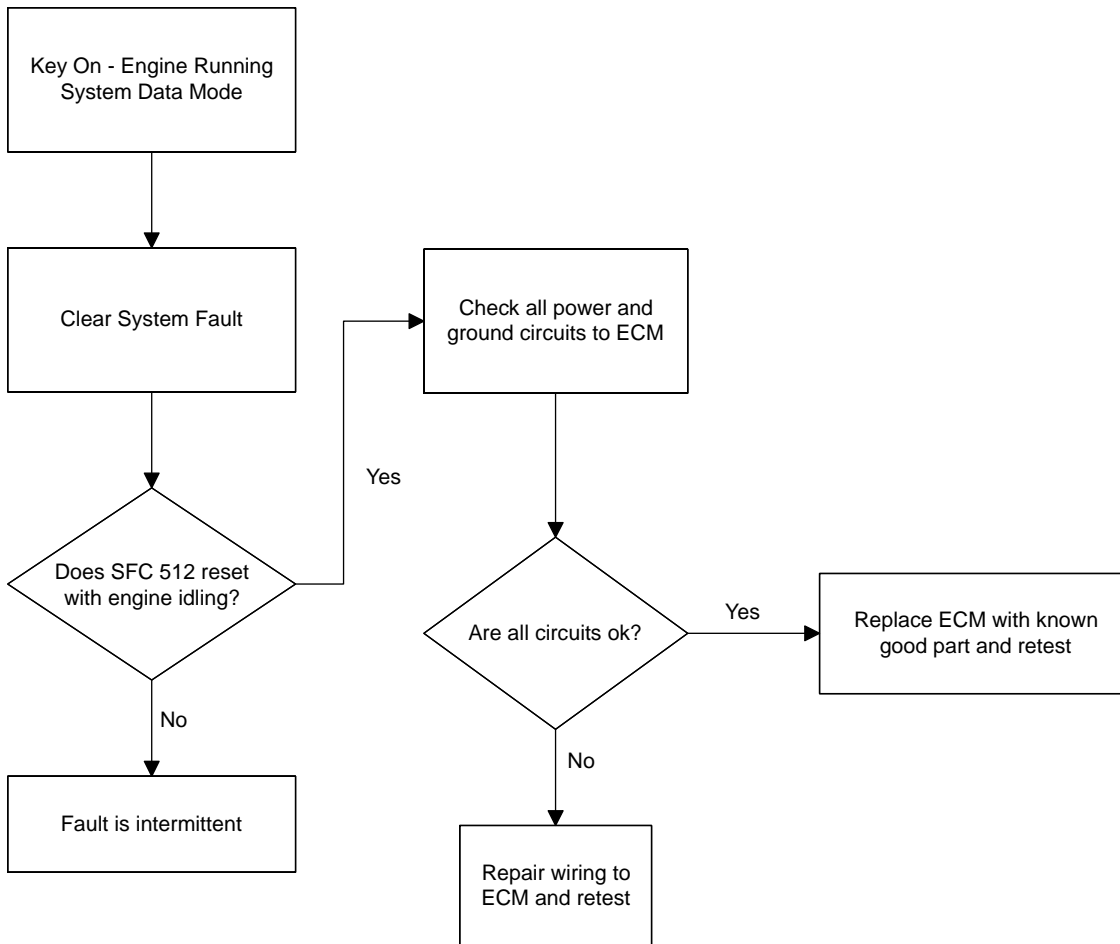 Key On - Engine Running
System Data Mode
Clear System Fault
Does SFC 512 reset
with engine idling?
No
Fault is intermittent
Yes
Check all power and
ground circuits to ECM
Are all circuits ok?
Yes
Replace ECM with known
good part and retest
No
Repair wiring to
ECM and retest